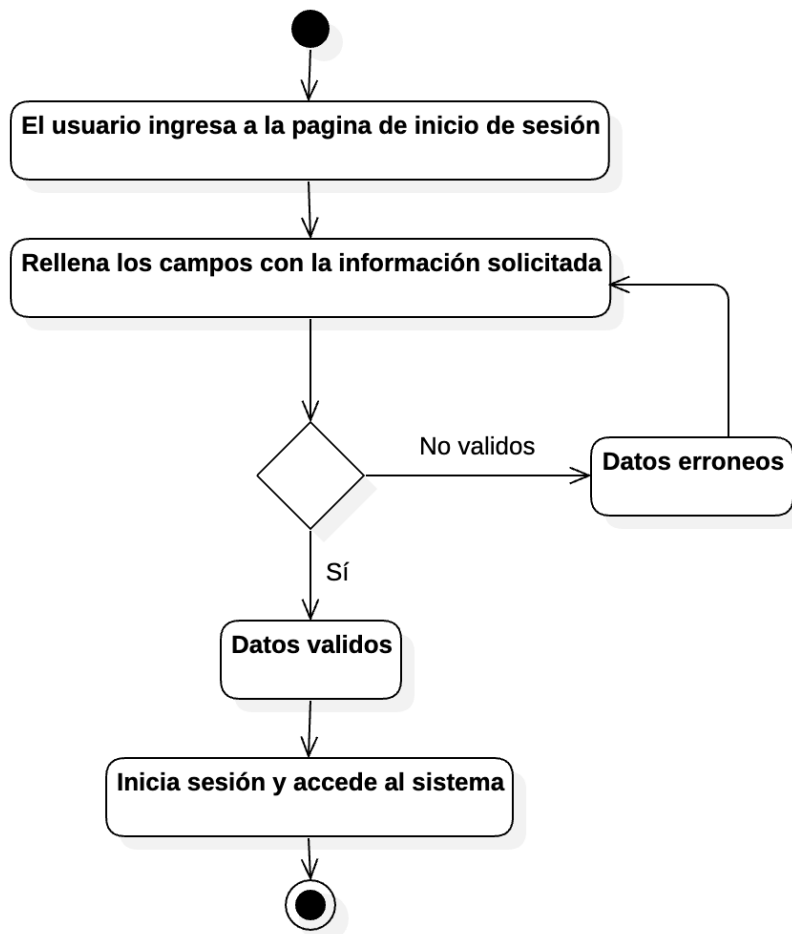 El usuario ingresa a la pagina de inicio de sesión
Rellena los campos con la información solicitada
No validos
Datos erroneos
Sí
Datos validos
Inicia sesión y accede al sistema